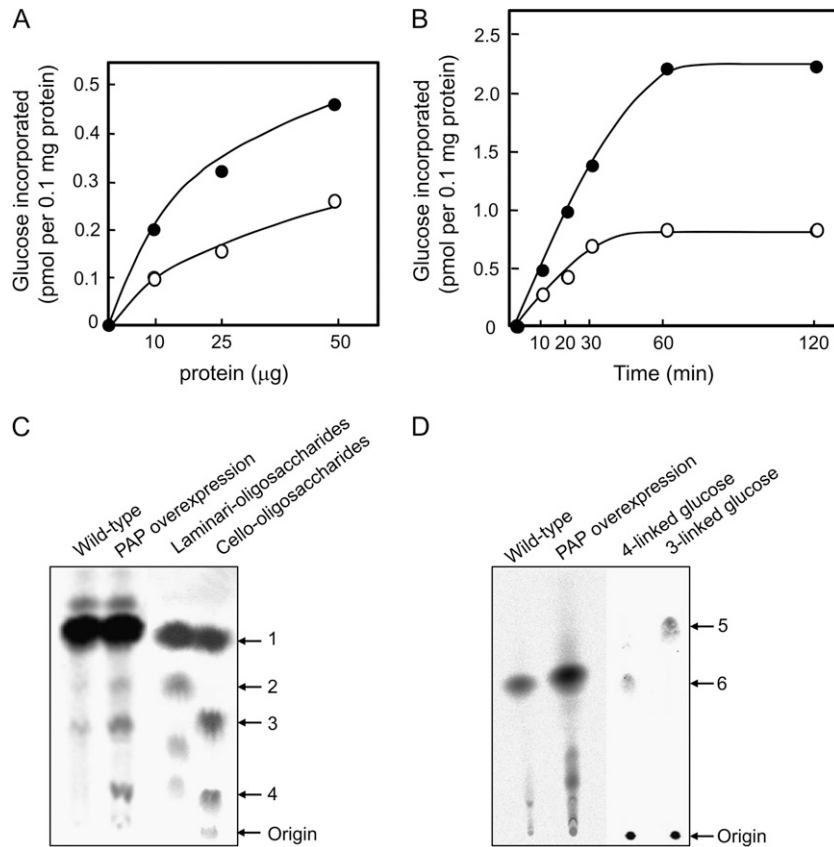 A
Glucose incorporated
(pmol per 0.1 mg protein)
0.5
0.4
0.3
0.2
0.1
0
10
25
50
protein (μg)
B
Glucose incorporated
(pmol per 0.1 mg protein)
2.5
2.0
1.5
1.0
0.5
0
10
20
30
60
120
Time (min)
C
Wild-type
PAP overexpression
Laminari-oligosaccharides
Cello-oligosaccharides
1
2
3
4
Origin
D
Wild-type
PAP overexpression
4-linked glucose
3-linked glucose
5
6
Origin